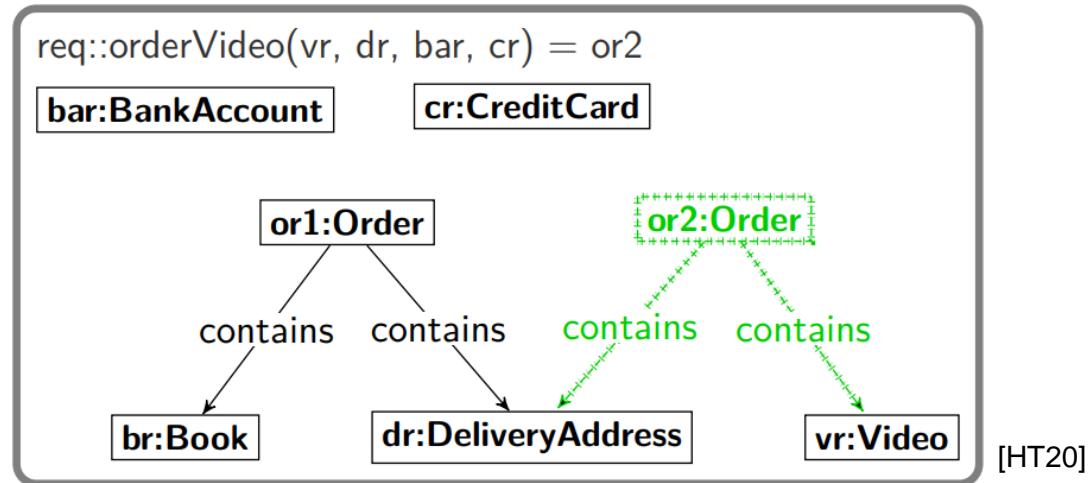 req::orderVideo(vr, dr, bar, cr) = or2
bar:BankAccount
cr:CreditCard
or1:Order
or2:Order
contains
contains
contains
contains
br:Book
dr:DeliveryAddress
vr:Video
[HT20]